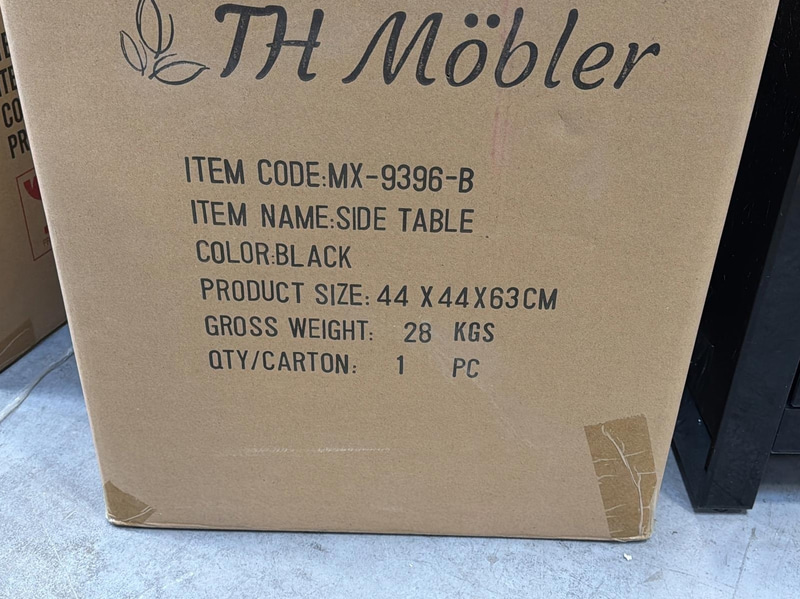 TH Möbler
ITEM CODE:MX-9396-B
ITEM NAME:SIDE TABLE
COLOR:BLACK
PRODUCT SIZE: 44 X44X63CM
GROSS WEIGHT: 28 KGS
QTY/CARTON: 1 PC